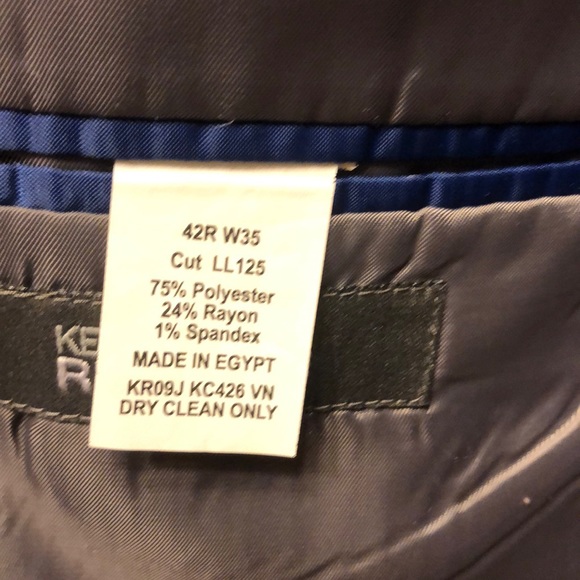 42R W35
Cut LL125
75% Polyester
24% Rayon
1% Spandex
MADE IN EGYPT
KR09J KC426 VN
DRY CLEAN ONLY